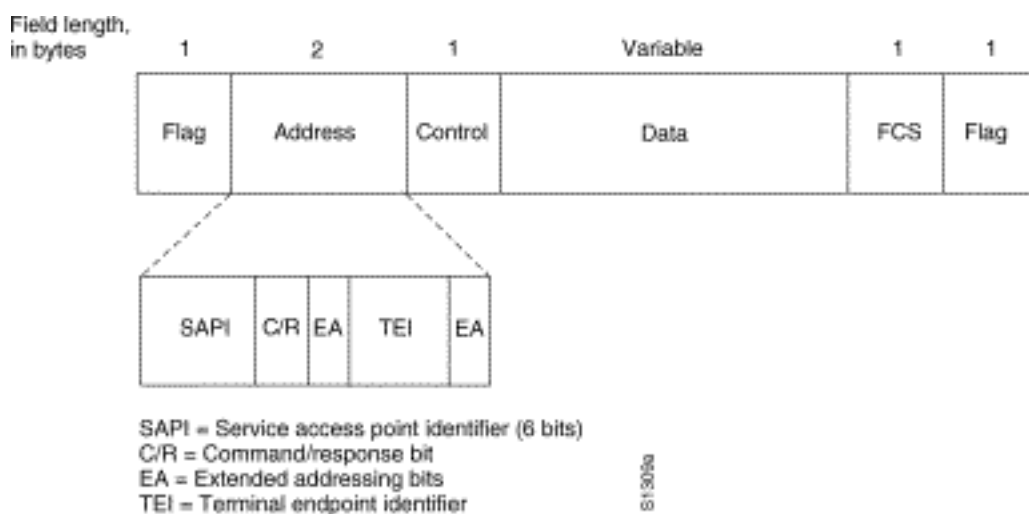 Field length,
in bytes 1 2 1 Variable 1 1
Flag Address Control Data FCS Flag
SAPI C/R EA TEI EA
SAPI = Service access point identifier (6 bits)
C/R = Command/response bit
EA = Extended addressing bits
TEI = Terminal endpoint identifier
S1309a